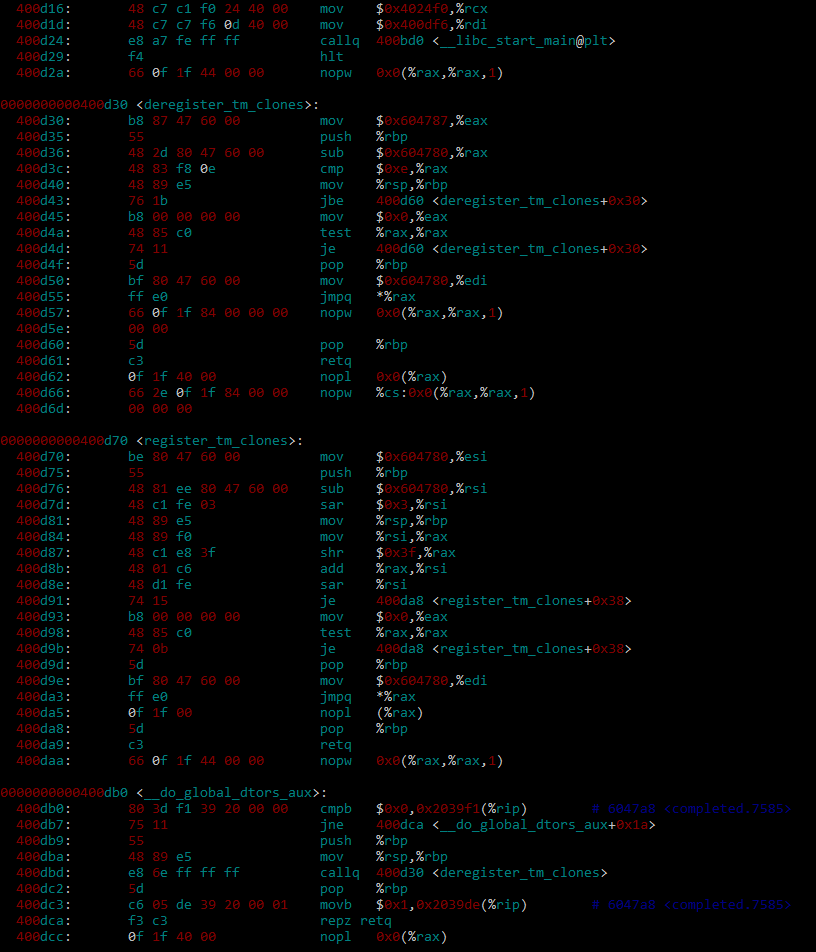 400d16: 48 c7 c1 f0 24 40 00 mov $0x4024f0,%rcx
400d1d: 48 c7 c7 f6 0d 40 00 mov $0x400df6,%rdi
400d24: e8 a7 fe ff ff callq 400bd0 <__libc_start_main@plt>
400d29: f4 hlt
400d2a: 66 0f 1f 44 00 00 nopw 0x0(%rax,%rax,1)
0000000000400d30 <deregister_tm_clones>:
400d30: b8 87 47 60 00 mov $0x604787,%eax
400d35: 55 push %rbp
400d36: 48 2d 80 47 60 00 sub $0x604780,%rax
400d3c: 48 83 f8 0e cmp $0xe,%rax
400d40: 48 89 e5 mov %rsp,%rbp
400d43: 76 1b jbe 400d60 <deregister_tm_clones+0x30>
400d45: b8 00 00 00 00 mov $0x0,%eax
400d4a: 48 85 c0 test %rax,%rax
400d4d: 74 11 je 400d60 <deregister_tm_clones+0x30>
400d4f: 5d pop %rbp
400d50: bf 80 47 60 00 mov $0x604780,%edi
400d55: ff e0 jmpq *%rax
400d57: 66 0f 1f 84 00 00 00 nopw 0x0(%rax,%rax,1)
400d5e: 00 00
400d60: 5d pop %rbp
400d61: c3 retq
400d62: 0f 1f 40 00 nopl 0x0(%rax)
400d66: 66 2e 0f 1f 84 00 00 nopw %cs:0x0(%rax,%rax,1)
400d6d: 00 00 00
0000000000400d70 <register_tm_clones>:
400d70: be 80 47 60 00 mov $0x604780,%esi
400d75: 55 push %rbp
400d76: 48 81 ee 80 47 60 00 sub $0x604780,%rsi
400d7d: 48 c1 fe 03 sar $0x3,%rsi
400d81: 48 89 e5 mov %rsp,%rbp
400d84: 48 89 f0 mov %rsi,%rax
400d87: 48 c1 e8 3f shr $0x3f,%rax
400d8b: 48 01 c6 add %rax,%rsi
400d8e: 48 d1 fe sar %rsi
400d91: 74 15 je 400da8 <register_tm_clones+0x38>
400d93: b8 00 00 00 00 mov $0x0,%eax
400d98: 48 85 c0 test %rax,%rax
400d9b: 74 0b je 400da8 <register_tm_clones+0x38>
400d9d: 5d pop %rbp
400d9e: bf 80 47 60 00 mov $0x604780,%edi
400da3: ff e0 jmpq *%rax
400da5: 0f 1f 00 nopl (%rax)
400da8: 5d pop %rbp
400da9: c3 retq
400daa: 66 0f 1f 44 00 00 nopw 0x0(%rax,%rax,1)
0000000000400db0 <__do_global_dtors_aux>:
400db0: 80 3d f1 39 20 00 00 cmpb $0x0,0x2039f1(%rip) # 6047a8 <completed.7588>
400db7: 75 11 jne 400dca <__do_global_dtors_aux+0x1a>
400db9: 55 push %rbp
400dba: 48 89 e5 mov %rsp,%rbp
400dbd: e8 6e ff ff ff callq 400d30 <deregister_tm_clones>
400dc2: 5d pop %rbp
400dc3: c6 05 de 39 20 00 01 movb $0x1,0x2039de(%rip) # 6047a8 <completed.7588>
400dca: f3 c3 repz retq
400dcc: 0f 1f 40 00 nopl 0x0(%rax)